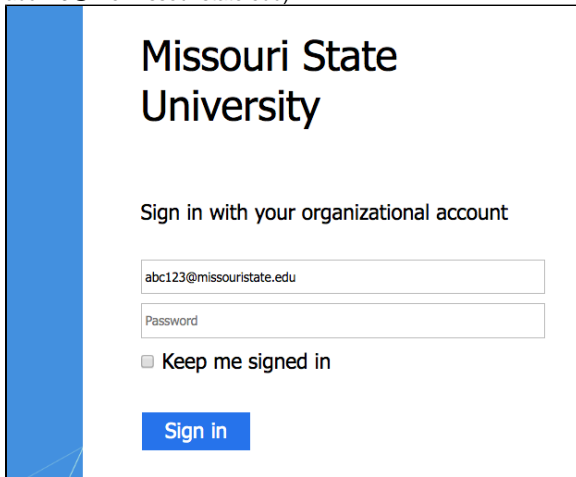 Missouri State
University
Sign in with your organizational account
abc123@missouristate.edu
Password
Keep me signed in
Sign in